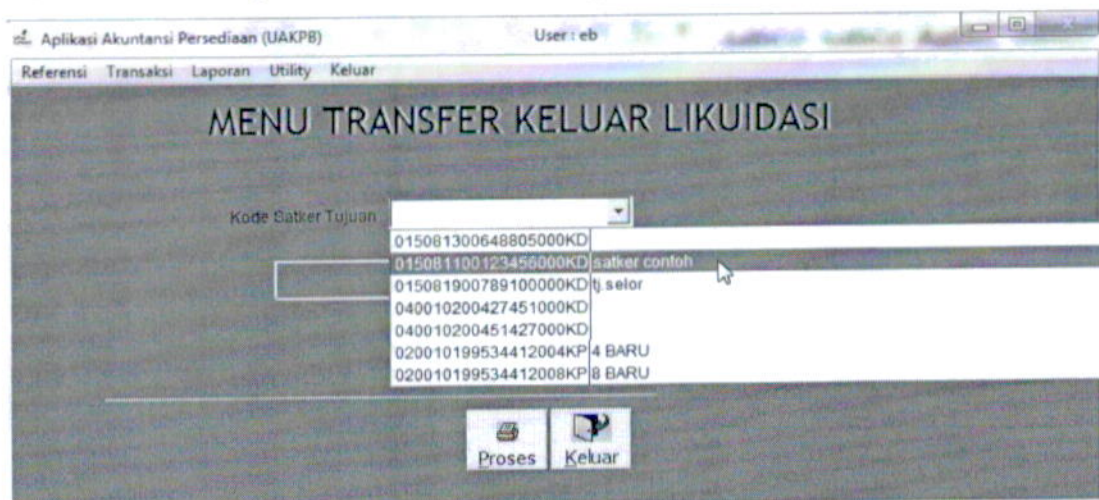 Aplikasi Akuntansi Persediaan (UAKPB) User : eb
Referensi Transaksi Laporan Utility Keluar
MENU TRANSFER KELUAR LIKUIDASI
Kode Satker Tujuan
015081300648805000KD
015081100123456000KD satker contoh
015081900789100000KD tj.selor
040010200427451000KD
040010200451427000KD
020010199534412004KP 4 BARU
020010199534412008KP 8 BARU
Proses Keluar